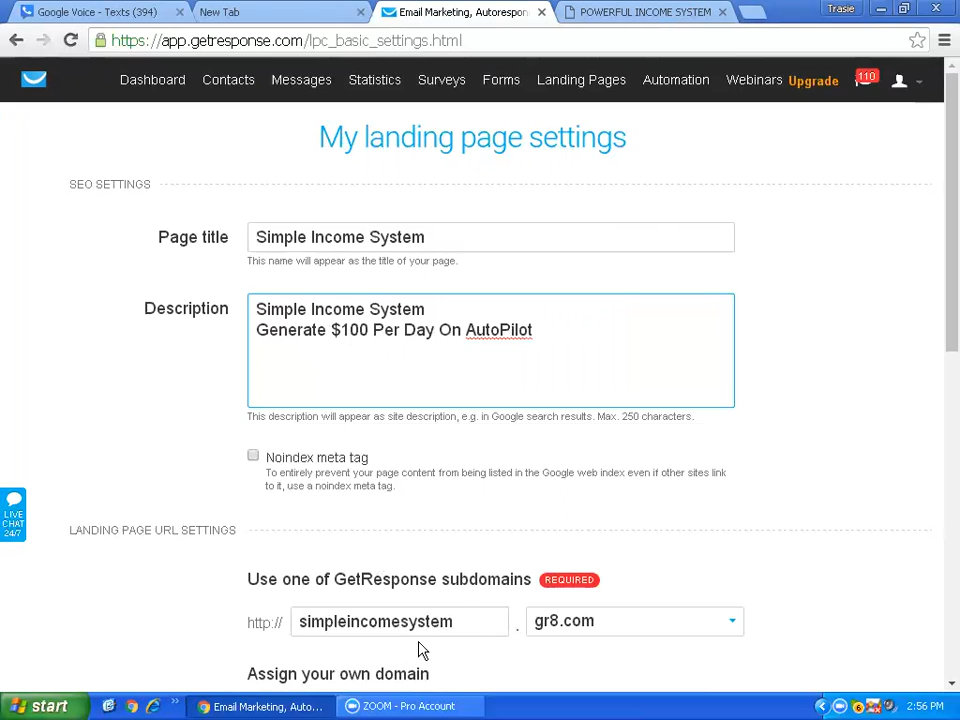 Google Voice - Texts (394)
New Tab
Email Marketing, Autorespon
POWERFUL INCOME SYSTEM
Trasie
https://app.getresponse.com/lpc_basic_settings.html
Dashboard
Contacts
Messages
Statistics
Surveys
Forms
Landing Pages
Automation
Webinars
Upgrade
110
My landing page settings
SEO SETTINGS
Page title
Simple Income System
This name will appear as the title of your page.
Description
Simple Income System
Generate $100 Per Day On AutoPilot
This description will appear as site description, e.g. in Google search results. Max. 250 characters.
Noindex meta tag
To entirely prevent your page content from being listed in the Google web index even if other sites link
to it, use a noindex meta tag.
LIVE
CHAT
24/7
LANDING PAGE URL SETTINGS
Use one of GetResponse subdomains REQUIRED
http:// simpleincomesystem . gr8.com
Assign your own domain
start
Email Marketing, Auto...
ZOOM - Pro Account
2:56 PM